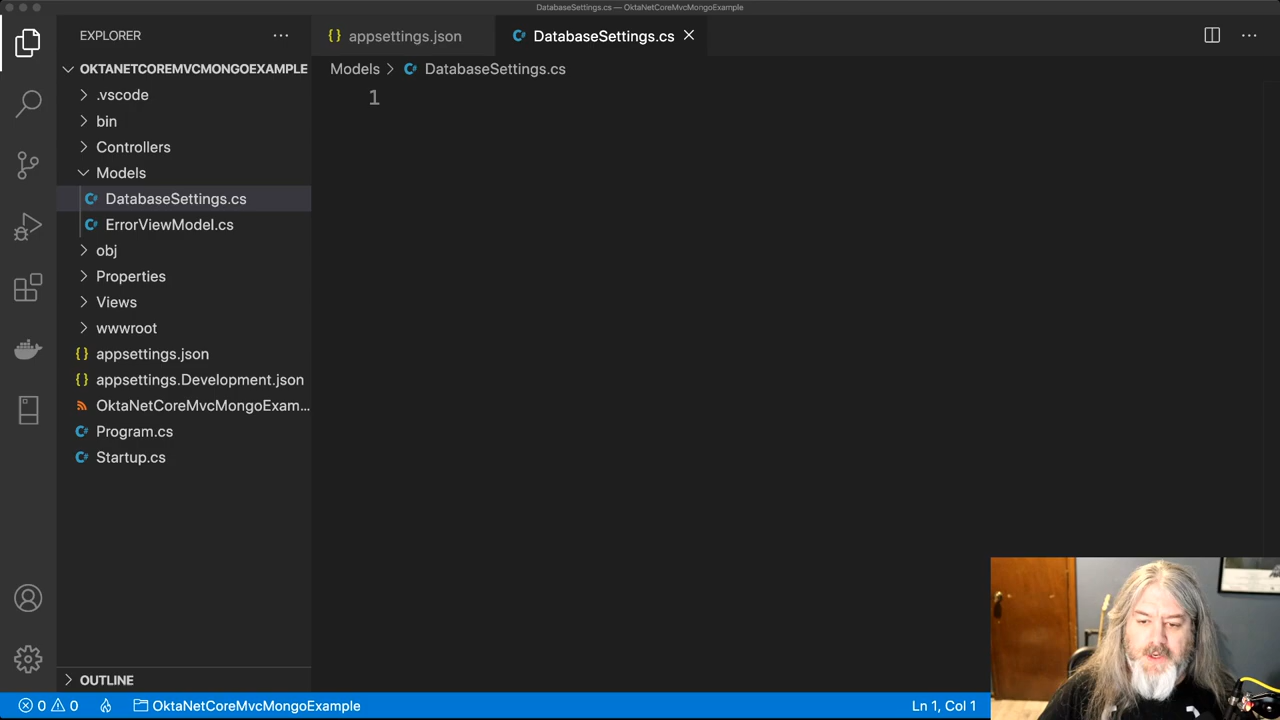 DatabaseSettings.cs — OktaNetCoreMvcMongoExample
EXPLORER
appsettings.json
DatabaseSettings.cs
OKTANETCOREMVCMONGOEXAMPLE
Models > DatabaseSettings.cs
1
.vscode
bin
Controllers
Models
DatabaseSettings.cs
ErrorViewModel.cs
obj
Properties
Views
wwwroot
appsettings.json
appsettings.Development.json
OktaNetCoreMvcMongoExam...
Program.cs
Startup.cs
OUTLINE
0 0 OktaNetCoreMvcMongoExample
Ln 1, Col 1